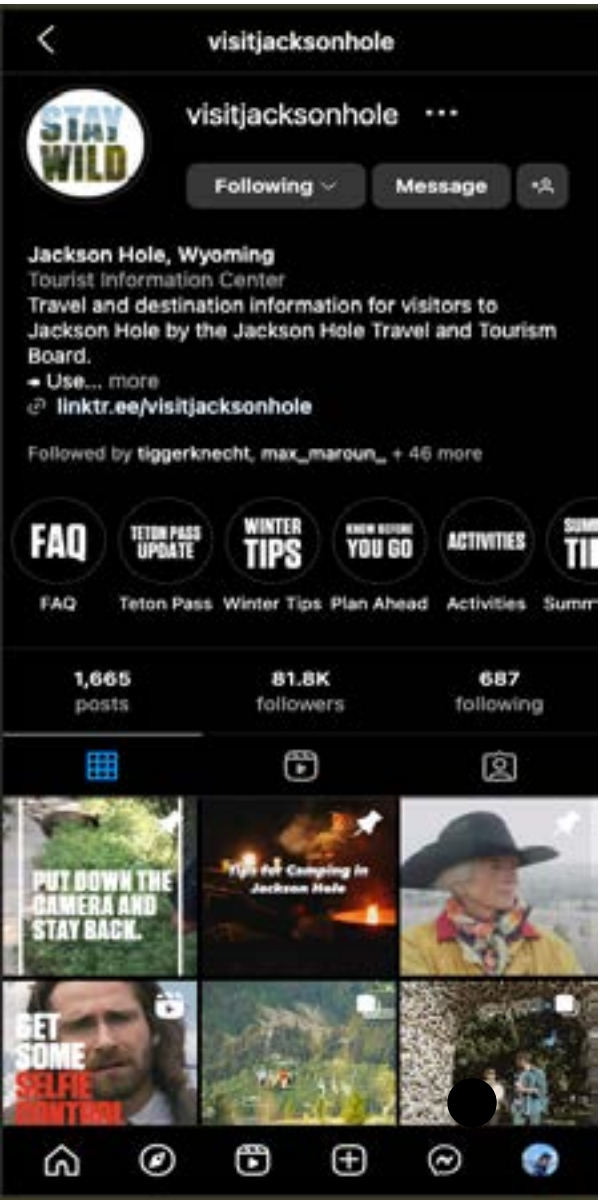 visitjacksonhole
STAY
WILD
visitjacksonhole
Following
Message
Jackson Hole, Wyoming
Tourist Information Center
Travel and destination information for visitors to
Jackson Hole by the Jackson Hole Travel and Tourism
Board.
Use... more
linktr.ee/visitjacksonhole
Followed by tiggerknecht, max_maroun_ + 46 more
FAQ
TETON PASS
UPDATE
WINTER
TIPS
KNOW BEFORE
YOU GO
ACTIVITIES
SUMM
TI
FAQ
Teton Pass
Winter Tips
Plan Ahead
Activities
Summ
1,665
posts
81.8K
followers
687
following
PUT DOWN THE
CAMERA AND
STAY BACK.
Tips for Camping in
Jackson Hole
GET
SOME
SELFIE
CONTROL